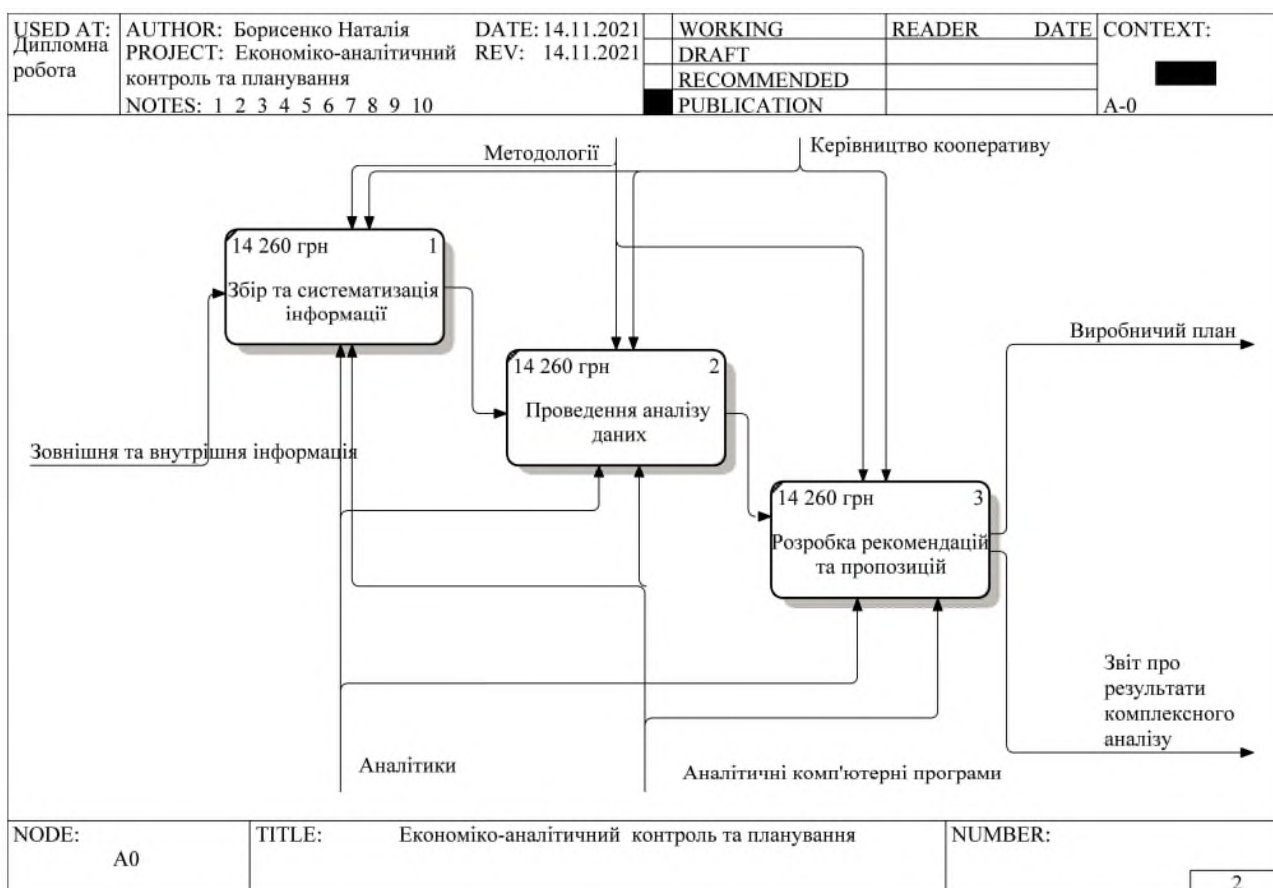 USED AT:
Дипломна
робота
AUTHOR: Борисенко Наталія
DATE: 14.11.2021
PROJECT: Економіко-аналітичний
контроль та планування
REV: 14.11.2021
NOTES: 1 2 3 4 5 6 7 8 9 10
WORKING
DRAFT
RECOMMENDED
PUBLICATION
READER DATE
CONTEXT:
A-0
Методології
Керівництво кооперативу
14 260 грн 1
Збір та систематизація
інформації
Виробничий план
14 260 грн 2
Проведення аналізу
даних
Зовнішня та внутрішня інформація
14 260 грн 3
Розробка рекомендацій
та пропозицій
Звіт про
результати
комплексного
аналізу
Аналітики
Аналітичні комп'ютерні програми
NODE:
A0
TITLE: Економіко-аналітичний контроль та планування
NUMBER:
2